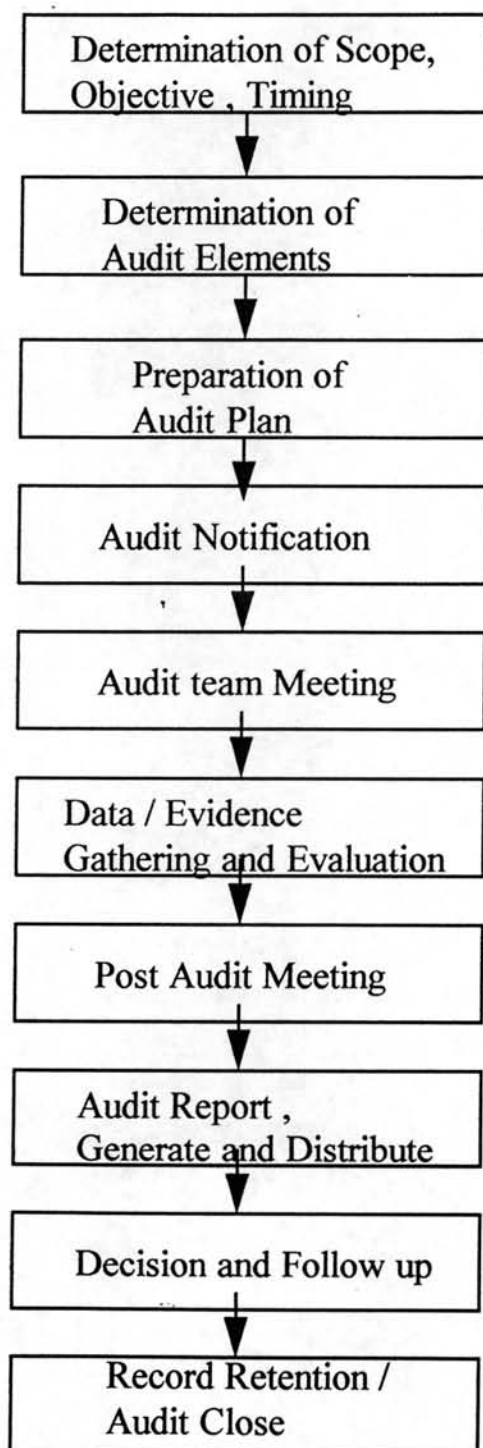 Determination of Scope,
Objective , Timing
Determination of
Audit Elements
Preparation of
Audit Plan
Audit Notification
Audit team Meeting
Data / Evidence
Gathering and Evaluation
Post Audit Meeting
Audit Report ,
Generate and Distribute
Decision and Follow up
Record Retention /
Audit Close